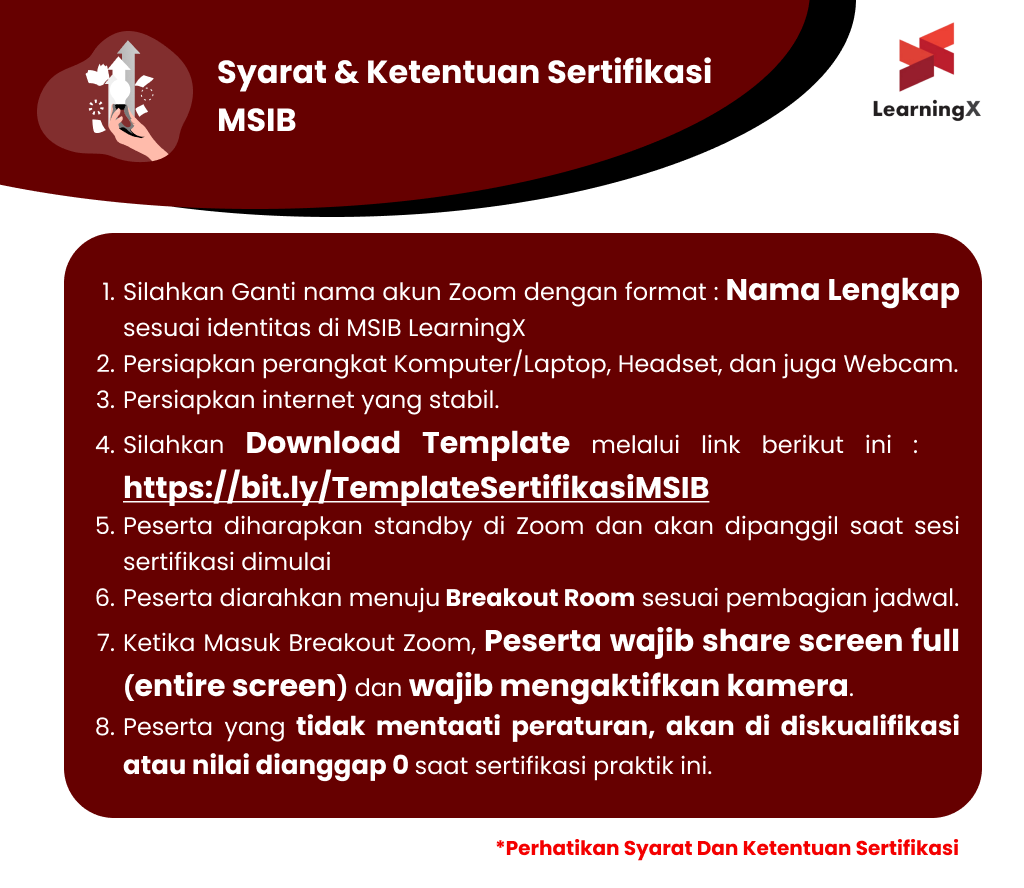 Syarat & Ketentuan Sertifikasi
MSIB
LearningX
1. Silahkan Ganti nama akun Zoom dengan format : Nama Lengkap
sesuai identitas di MSIB LearningX
2. Persiapkan perangkat Komputer/Laptop, Headset, dan juga Webcam.
3. Persiapkan internet yang stabil.
4. Silahkan Download Template melalui link berikut ini :
https://bit.ly/TemplateSertifikasiMSIB
5. Peserta diharapkan standby di Zoom dan akan dipanggil saat sesi
sertifikasi dimulai
6. Peserta diarahkan menuju Breakout Room sesuai pembagian jadwal.
7. Ketika Masuk Breakout Zoom, Peserta wajib share screen full
(entire screen) dan wajib mengaktifkan kamera.
8. Peserta yang tidak mentaati peraturan, akan di diskualifikasi
atau nilai dianggap 0 saat sertifikasi praktik ini.
*Perhatikan Syarat Dan Ketentuan Sertifikasi